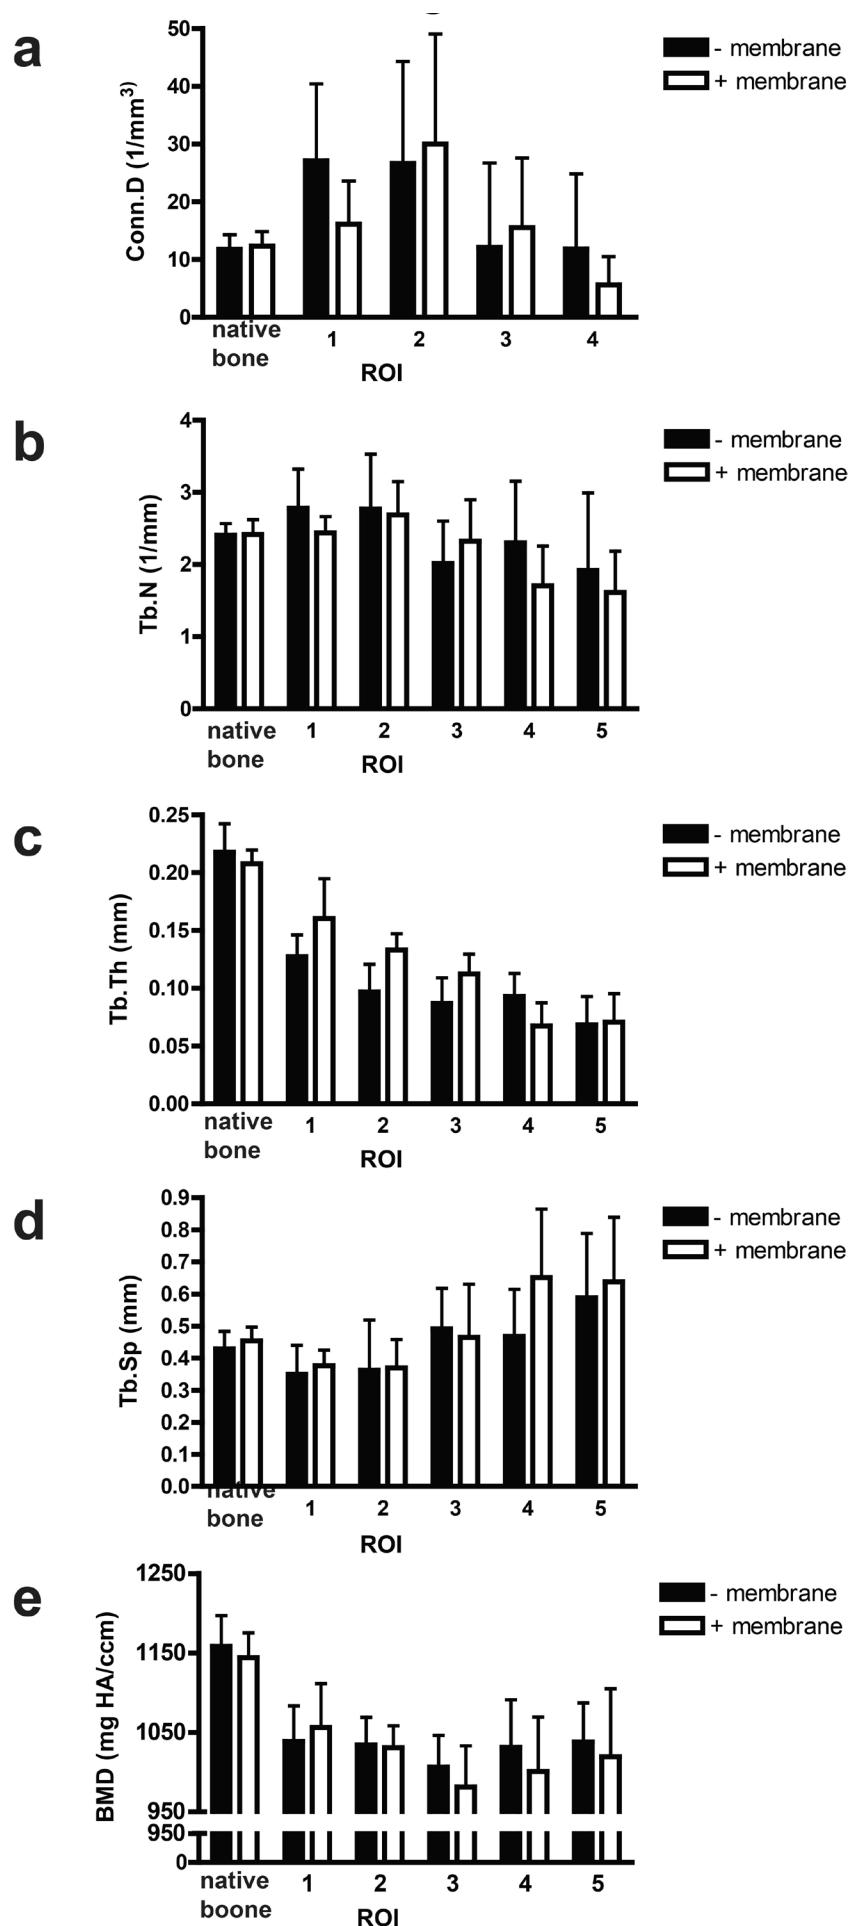 a
50
40
30
20
10
0
Conn.D (1/mm³)
- membrane
+ membrane
native
bone
1 2 3 4
ROI
b
4
3
2
1
0
Tb.N (1/mm)
- membrane
+ membrane
native
bone
1 2 3 4 5
ROI
c
0.25
0.20
0.15
0.10
0.05
0.00
Tb.Th (mm)
- membrane
+ membrane
native
bone
1 2 3 4 5
ROI
d
0.9
0.8
0.7
0.6
0.5
0.4
0.3
0.2
0.1
0.0
Tb.Sp (mm)
- membrane
+ membrane
native
bone
1 2 3 4 5
ROI
e
1250
1150
1050
950
950
0
BMD (mg HA/ccm)
- membrane
+ membrane
native
boone
1 2 3 4 5
ROI